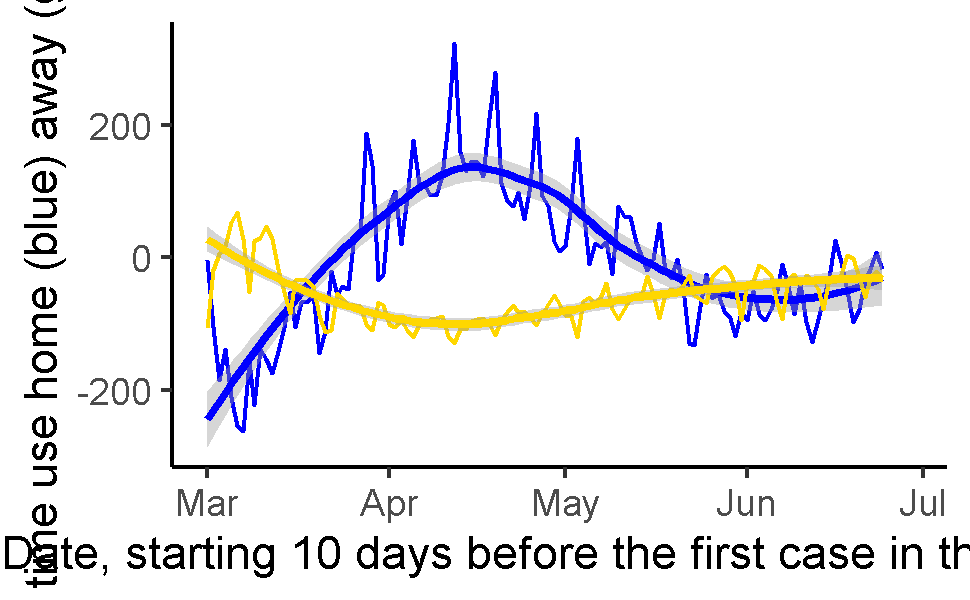 time use home (blue) away (
200
0
-200
Mar Apr May Jun Jul
Date, starting 10 days before the first case in th